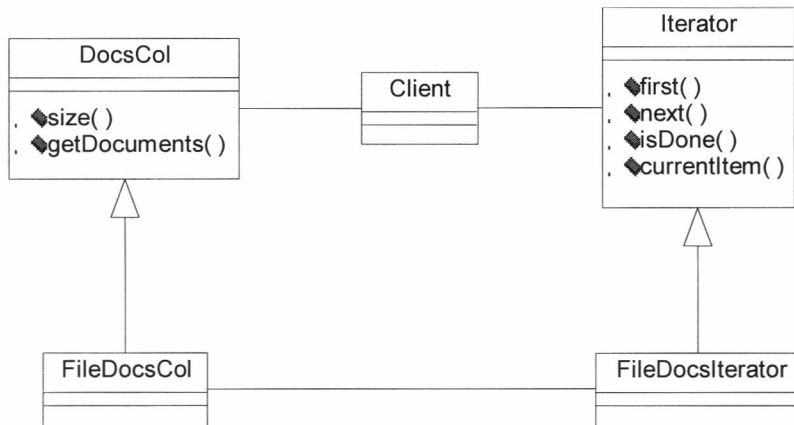 DocsCol
size( )
getDocuments( )
Client
Iterator
first( )
next( )
isDone( )
currentItem( )
FileDocsCol
FileDocsIterator